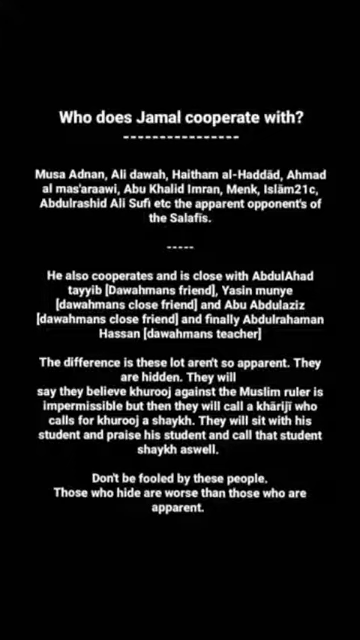 Who does Jamal cooperate with?
----------------
Musa Adnan, Ali dawah, Haitham al-Haddād, Ahmad
al mas'araawi, Abu Khalid Imran, Menk, Islām21c,
Abdulrashid Ali Sufi etc the apparent opponent's of
the Salafis.
-----
He also cooperates and is close with AbdulAhad
tayyib [Dawahmans friend], Yasin munye
[dawahmans close friend] and Abu Abdulaziz
[dawahmans close friend] and finally Abdulrahaman
Hassan [dawahmans teacher]
The difference is these lot aren't so apparent. They
are hidden. They will
say they believe khurooj against the Muslim ruler is
impermissible but then they will call a khārijī who
calls for khurooj a shaykh. They will sit with his
student and praise his student and call that student
shaykh aswell.
Don't be fooled by these people.
Those who hide are worse than those who are
apparent.